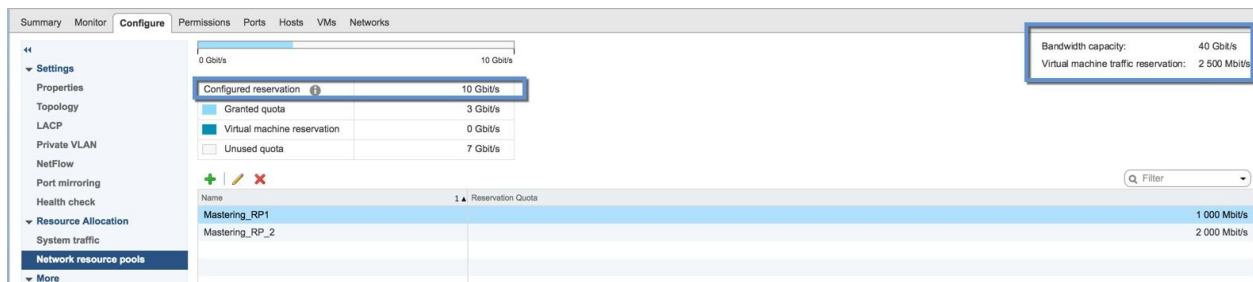 Summary Monitor Configure Permissions Ports Hosts VMs Networks
Settings
Properties
Topology
LACP
Private VLAN
NetFlow
Port mirroring
Health check
Resource Allocation
System traffic
Network resource pools
More
0 Gbit/s 10 Gbit/s
Configured reservation 10 Gbit/s
Granted quota 3 Gbit/s
Virtual machine reservation 0 Gbit/s
Unused quota 7 Gbit/s
Bandwidth capacity: 40 Gbit/s
Virtual machine traffic reservation: 2 500 Mbit/s
Filter
Name 1 Reservation Quota
Mastering_RP1 1 000 Mbit/s
Mastering_RP_2 2 000 Mbit/s